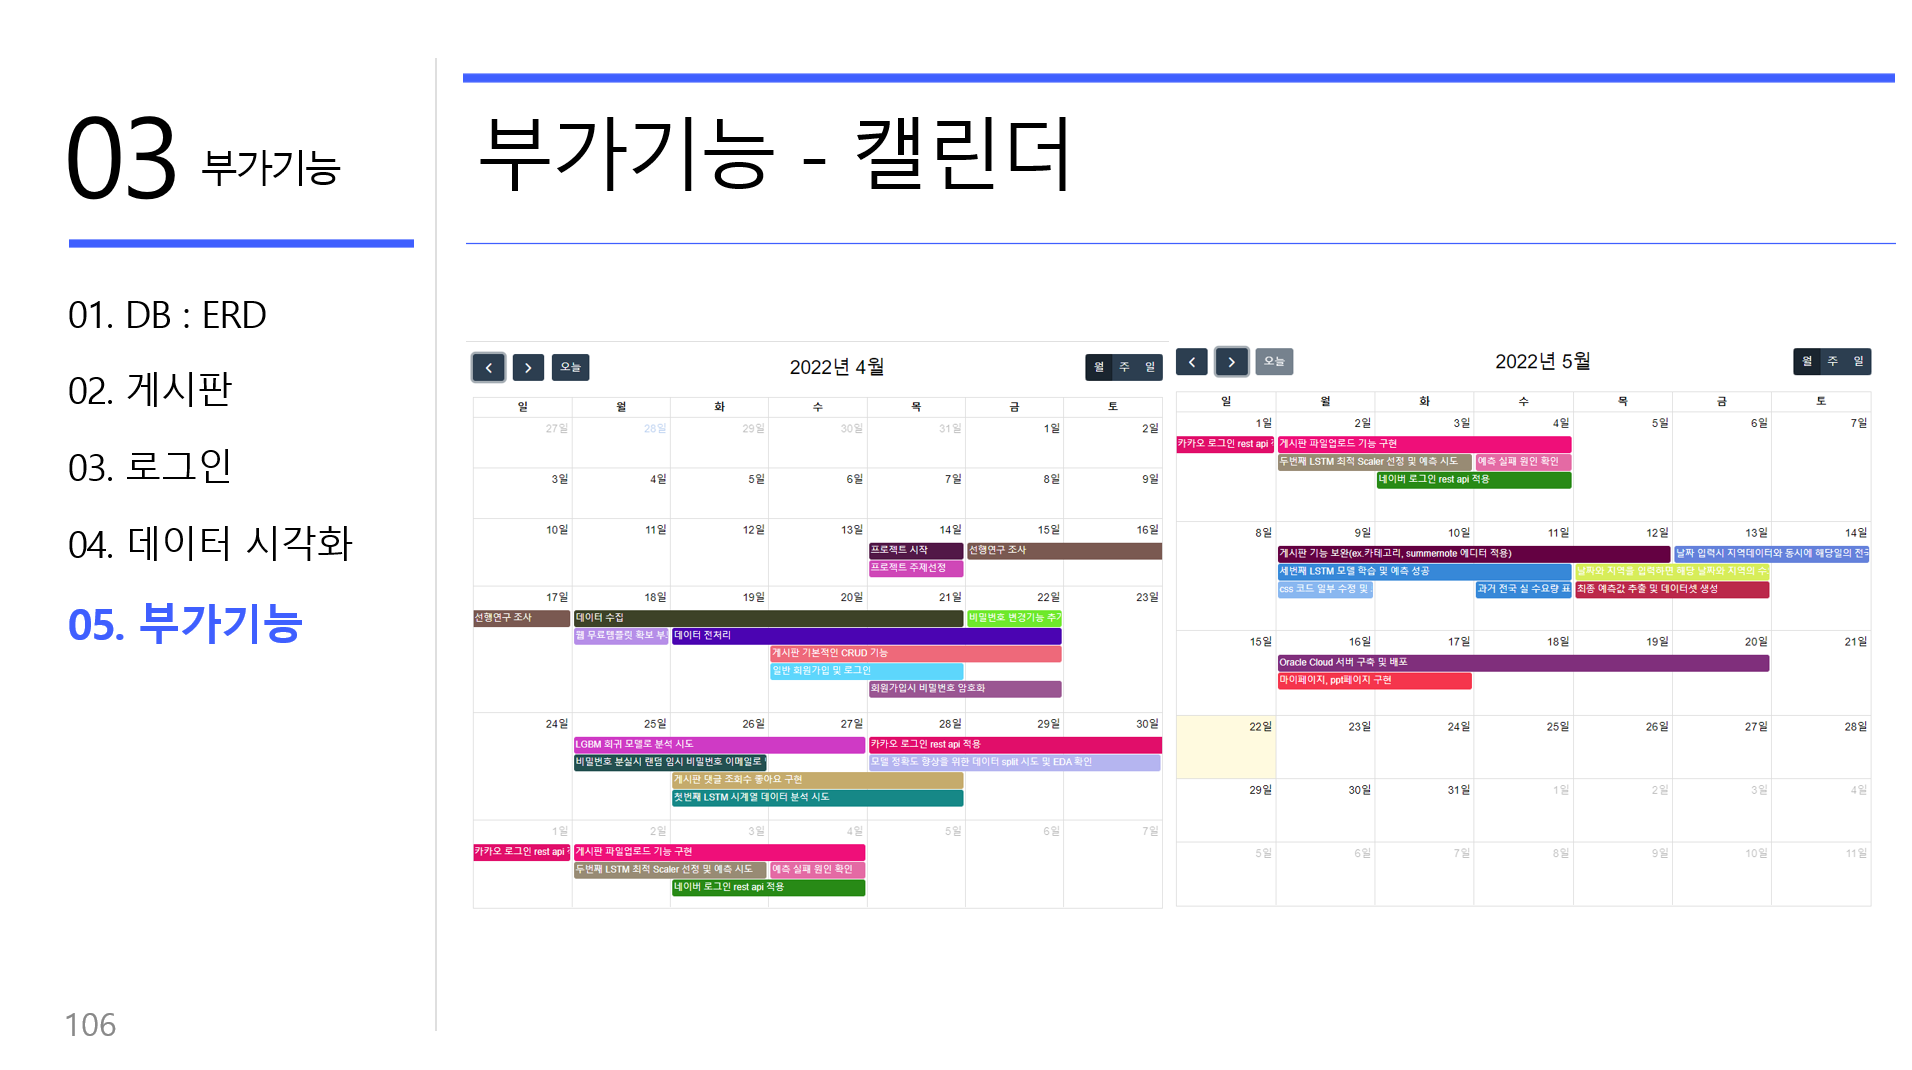 03 부가기능
01. DB : ERD
02. 게시판
03. 로그인
04. 데이터 시각화
05. 부가기능
106
부가기능 - 캘린더
오늘
2022년 4월
월 주 일
일 월 화 수 목 금 토
27일 28일 29일 30일 31일 1일 2일
3일 4일 5일 6일 7일 8일 9일
10일 11일 12일 13일 14일 15일 16일
프로젝트 시작 선행연구 조사
프로젝트 주제선정
17일 18일 19일 20일 21일 22일 23일
선행연구 조사 데이터 수집 비밀번호 변경기능
웹 무료템플릿 확보 데이터 전처리
게시판 기본적인 CRUD 기능
일반 회원가입 및 로그인
회원가입시 비밀번호 암호화
24일 25일 26일 27일 28일 29일 30일
LGBM 회귀 모델로 분석 시도 카카오 로그인 rest api 적용
비밀번호 분실시 랜덤 임시 비밀번호 이메일로 모델 정확도 향상을 위한 데이터 split 시도 및 EDA 확인
게시판 댓글 조회수 좋아요 구현
첫번째 LSTM 시계열 데이터 분석 시도
1일 2일 3일 4일 5일 6일 7일
카카오 로그인 rest api 게시판 파일업로드 기능 구현
두번째 LSTM 최적 Scaler 선정 및 예측 시도 예측 실패 원인 확인
네이버 로그인 rest api 적용
오늘
2022년 5월
월 주 일
일 월 화 수 목 금 토
1일 2일 3일 4일 5일 6일 7일
카카오 로그인 rest api 게시판 파일업로드 기능 구현
두번째 LSTM 최적 Scaler 선정 및 예측 시도 예측 실패 원인 확인
네이버 로그인 rest api 적용
8일 9일 10일 11일 12일 13일 14일
게시판 기능 보완(ex.카테고리, summernote 에디터 적용) 날짜 입력시 지역데이터와 동시에 해당일의
세번째 LSTM 모델 학습 및 예측 성공 날짜와 지역을 입력하면 해당 날짜와 지역의
css 코드 일부 수정 및 과거 전국 실 수요량 최종 예측값 추출 및 데이터셋 생성
15일 16일 17일 18일 19일 20일 21일
Oracle Cloud 서버 구축 및 배포
마이페이지, ppt페이지 구현
22일 23일 24일 25일 26일 27일 28일
29일 30일 31일 1일 2일 3일 4일
5일 6일 7일 8일 9일 10일 11일